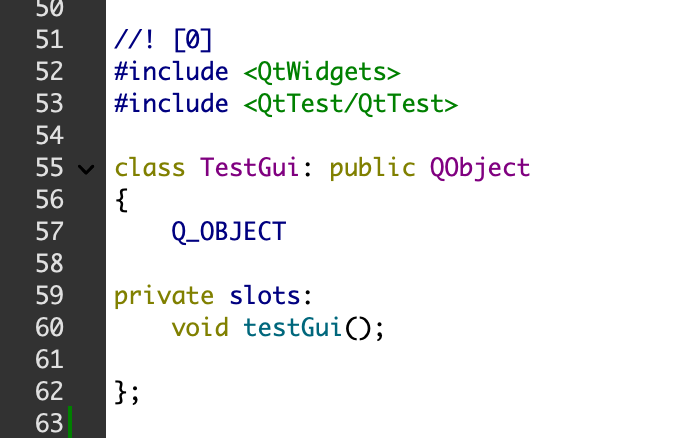 50
51 //! [0]
52 #include <QtWidgets>
53 #include <QtTest/QtTest>
54
55 class TestGui: public QObject
56 {
57     Q_OBJECT
58
59 private slots:
60     void testGui();
61
62 };
63